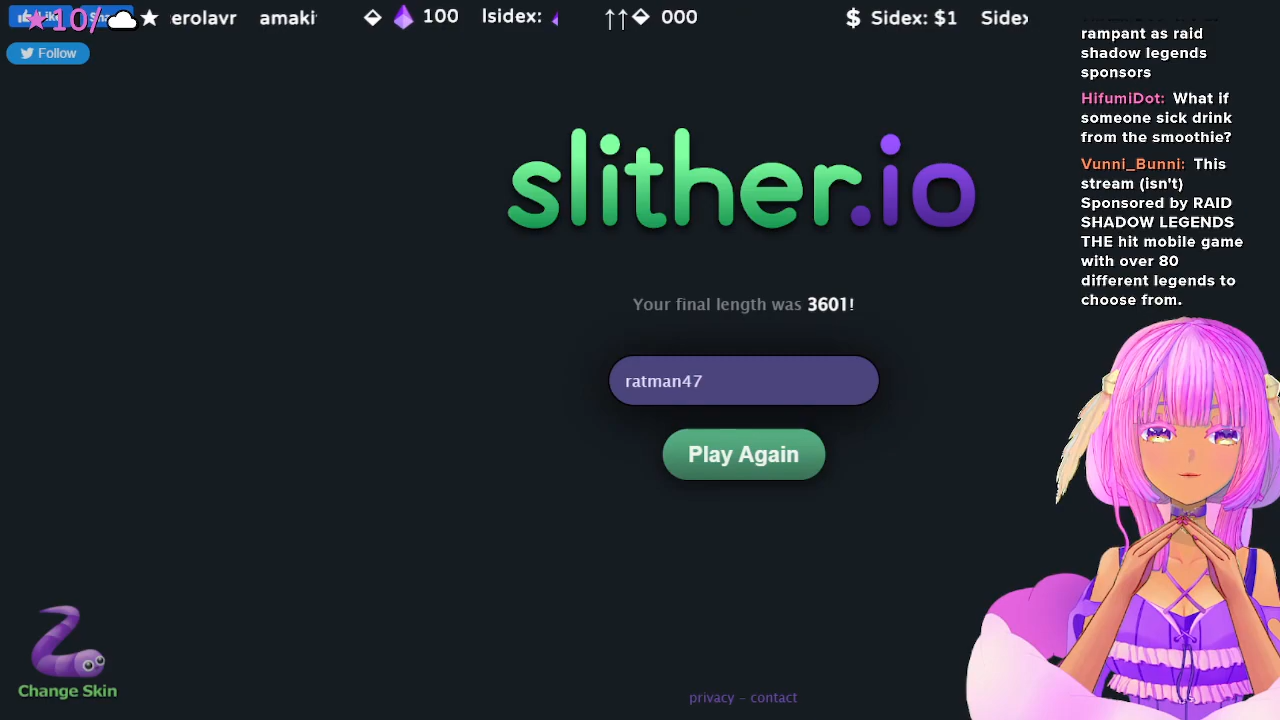 10/
erolavr amaki
100 lsidex:
000
$ Sidex: $1 Sidex
Follow
slither.io
Your final length was 3601!
ratman47
Play Again
Change Skin
privacy - contact
rampant as raid
shadow legends
sponsors
HifumiDot: What if
someone sick drink
from the smoothie?
Vunni_Bunni: This
stream (isn't)
Sponsored by RAID
SHADOW LEGENDS
THE hit mobile game
with over 80
different legends to
choose from.